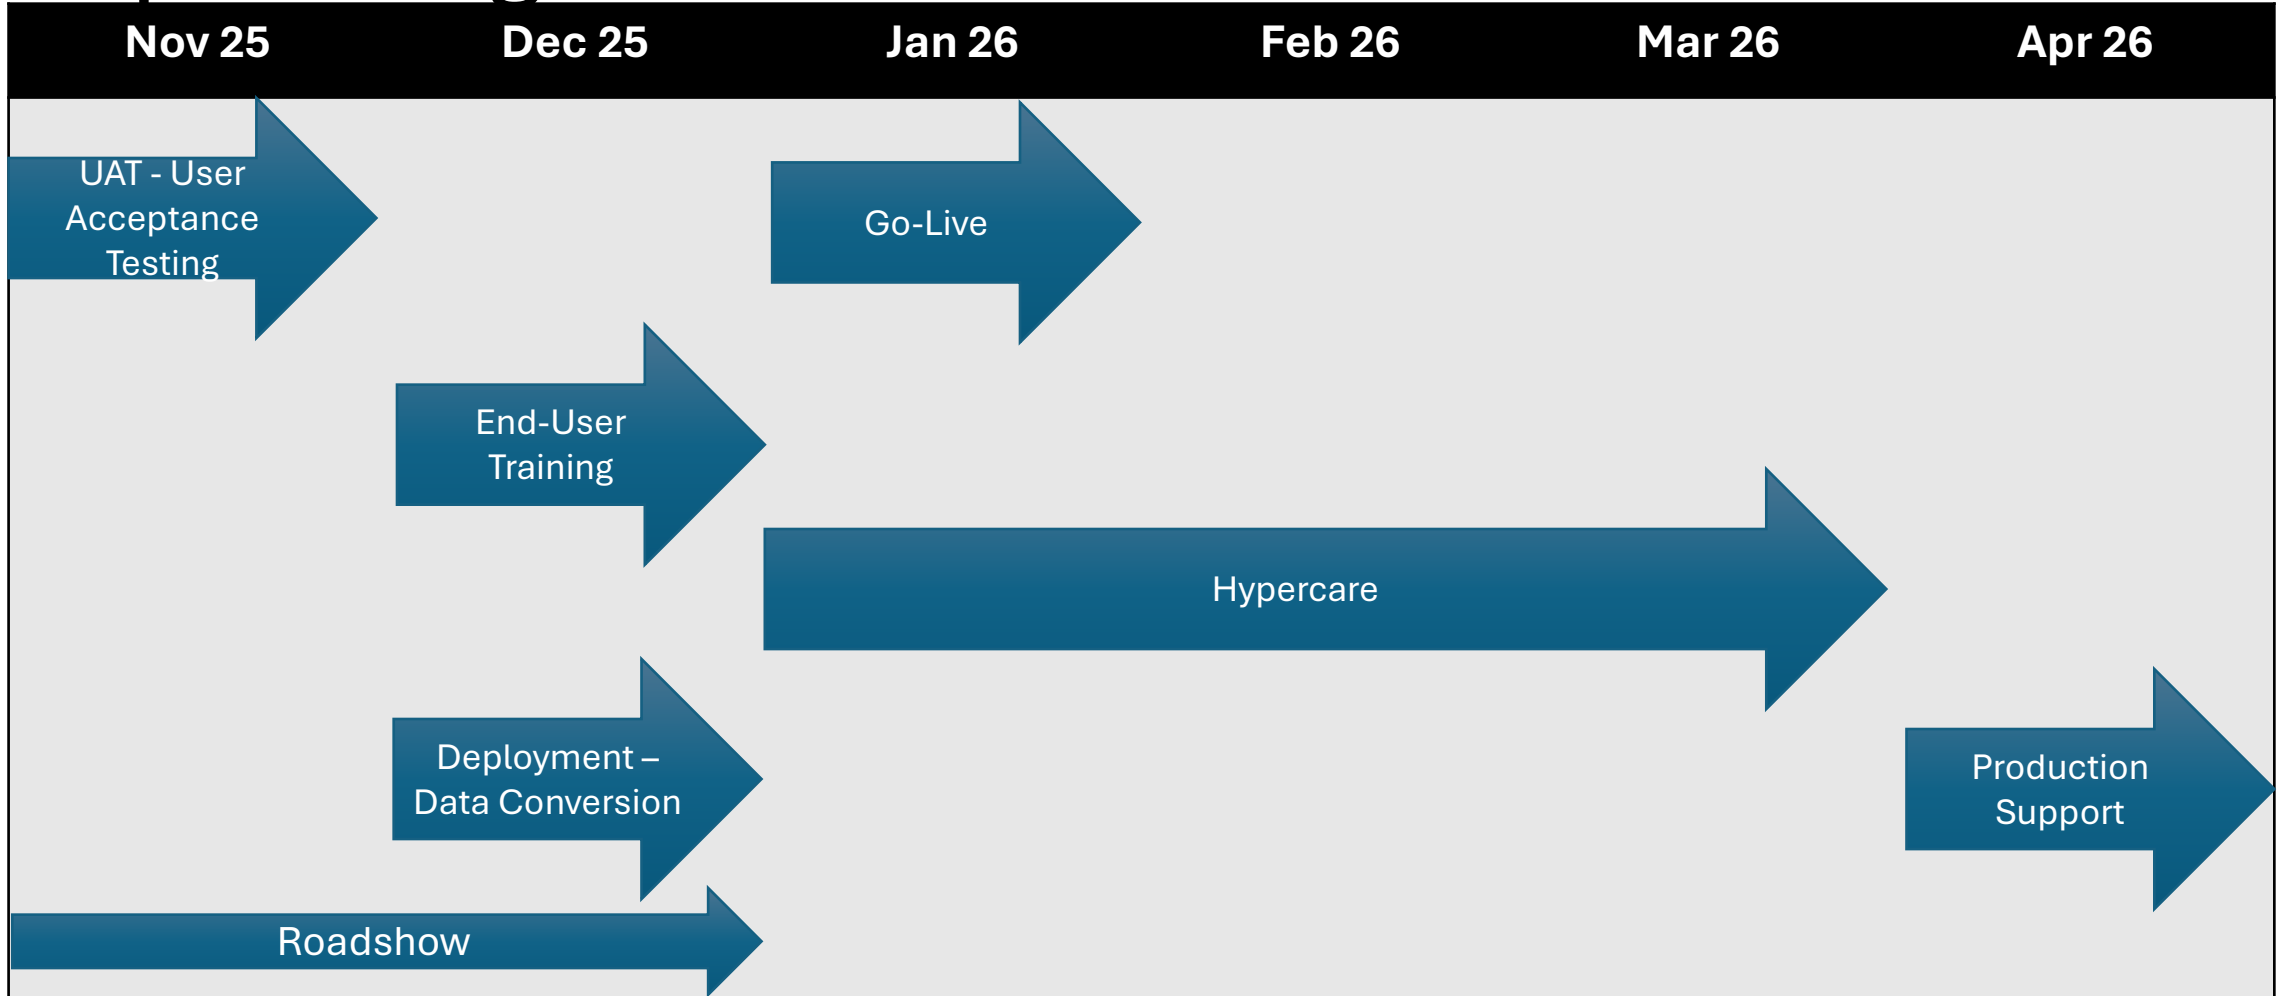 Nov 25 Dec 25 Jan 26 Feb 26 Mar 26 Apr 26
UAT - User
Acceptance
Testing
Go-Live
End-User
Training
Hypercare
Deployment –
Data Conversion
Production
Support
Roadshow